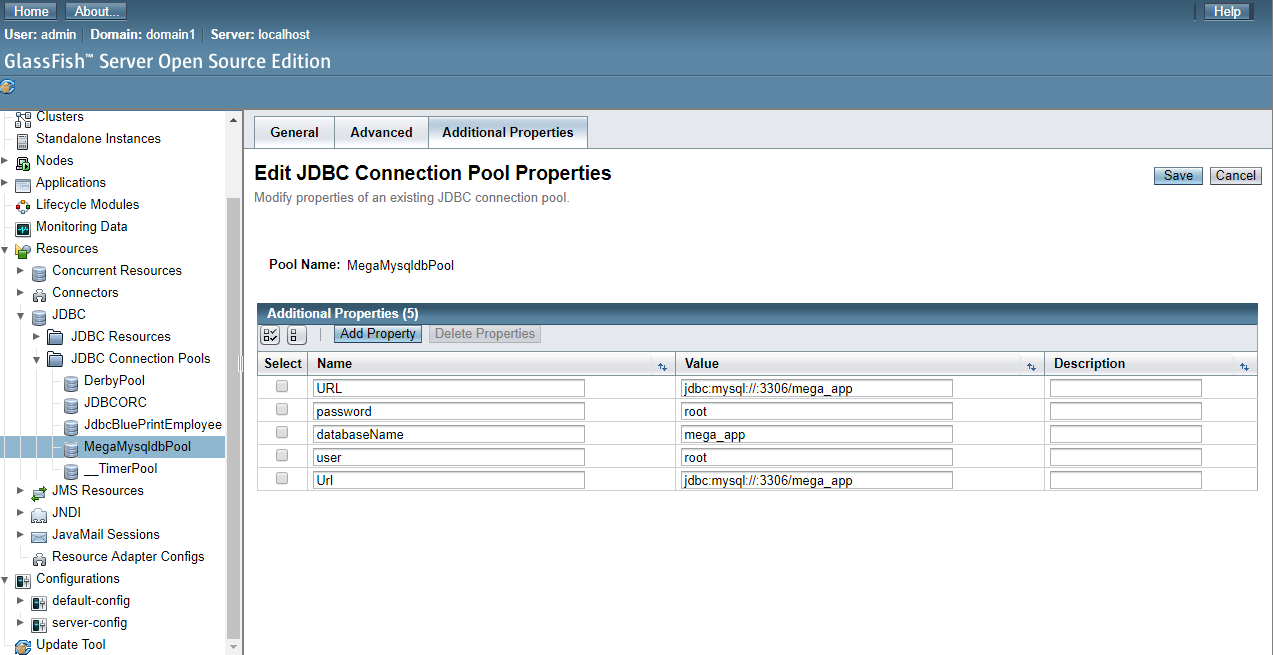 Home About... Help
User: admin Domain: domain1 Server: localhost
GlassFish™ Server Open Source Edition
Clusters
Standalone Instances
Nodes
Applications
Lifecycle Modules
Monitoring Data
Resources
Concurrent Resources
Connectors
JDBC
JDBC Resources
JDBC Connection Pools
DerbyPool
JDBCORC
JdbcBluePrintEmployee
MegaMysqldbPool
__TimerPool
JMS Resources
JNDI
JavaMail Sessions
Resource Adapter Configs
Configurations
default-config
server-config
Update Tool
General Advanced Additional Properties
Edit JDBC Connection Pool Properties
Save Cancel
Modify properties of an existing JDBC connection pool.
Pool Name: MegaMysqldbPool
Additional Properties (5)
Add Property Delete Properties
Select Name Value Description
URL jdbc:mysql://:3306/mega_app
password root
databaseName mega_app
user root
Url jdbc:mysql://:3306/mega_app